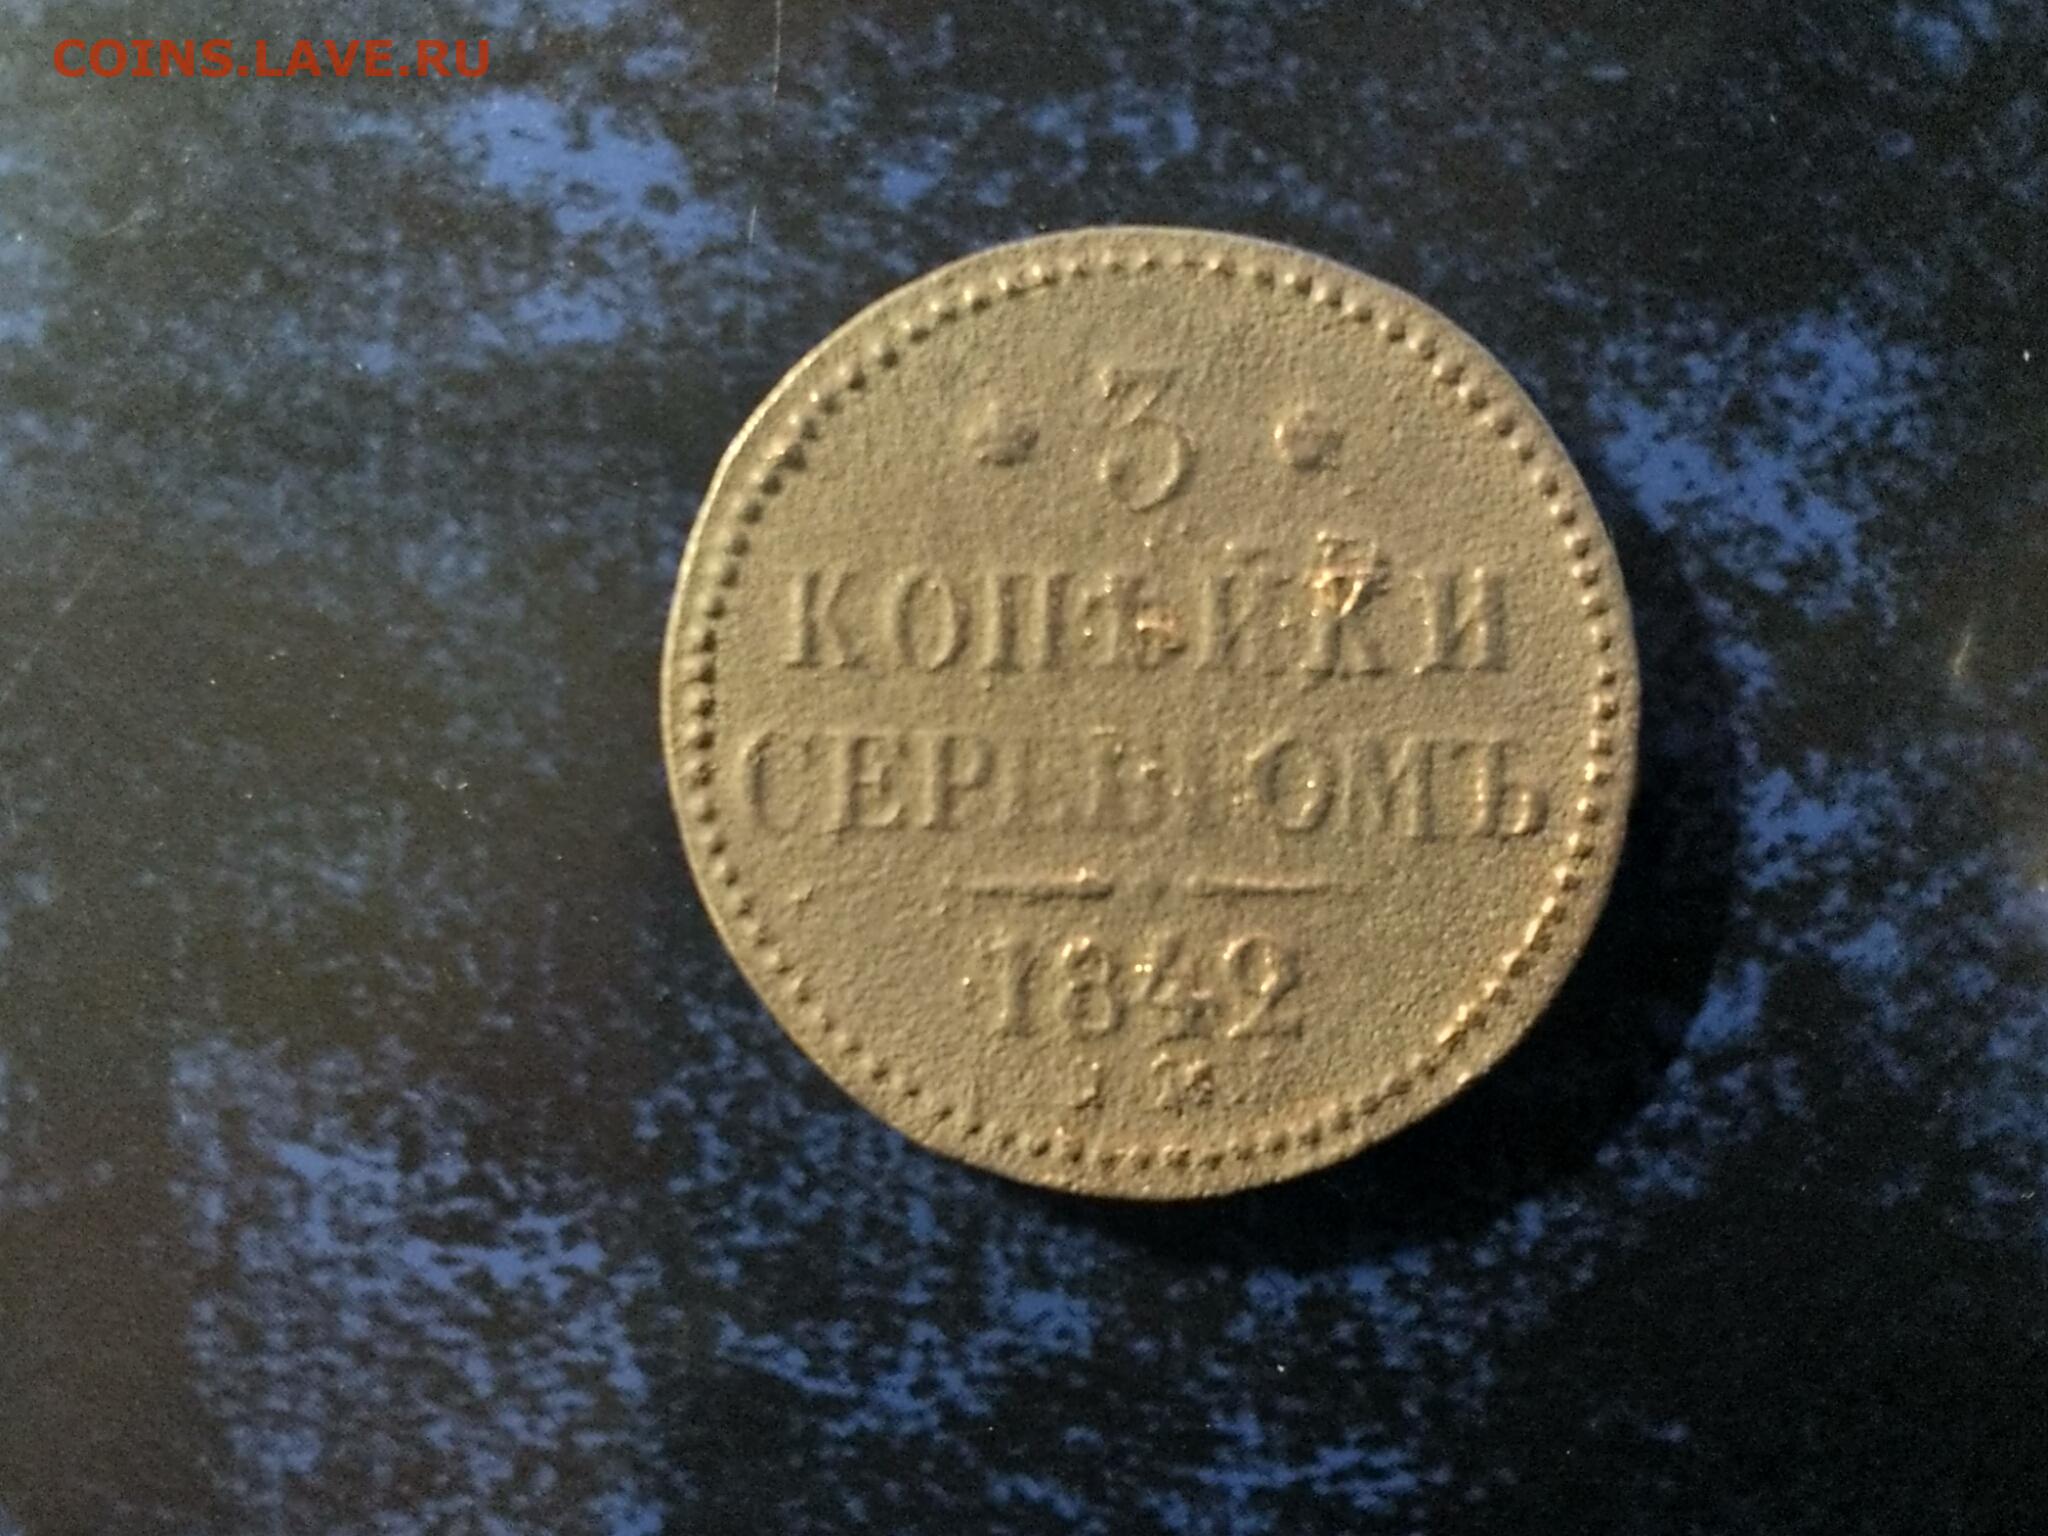 COINS.LAVE.RU
3
КОПѢЙКИ
СЕРЕБРОМЪ
1842